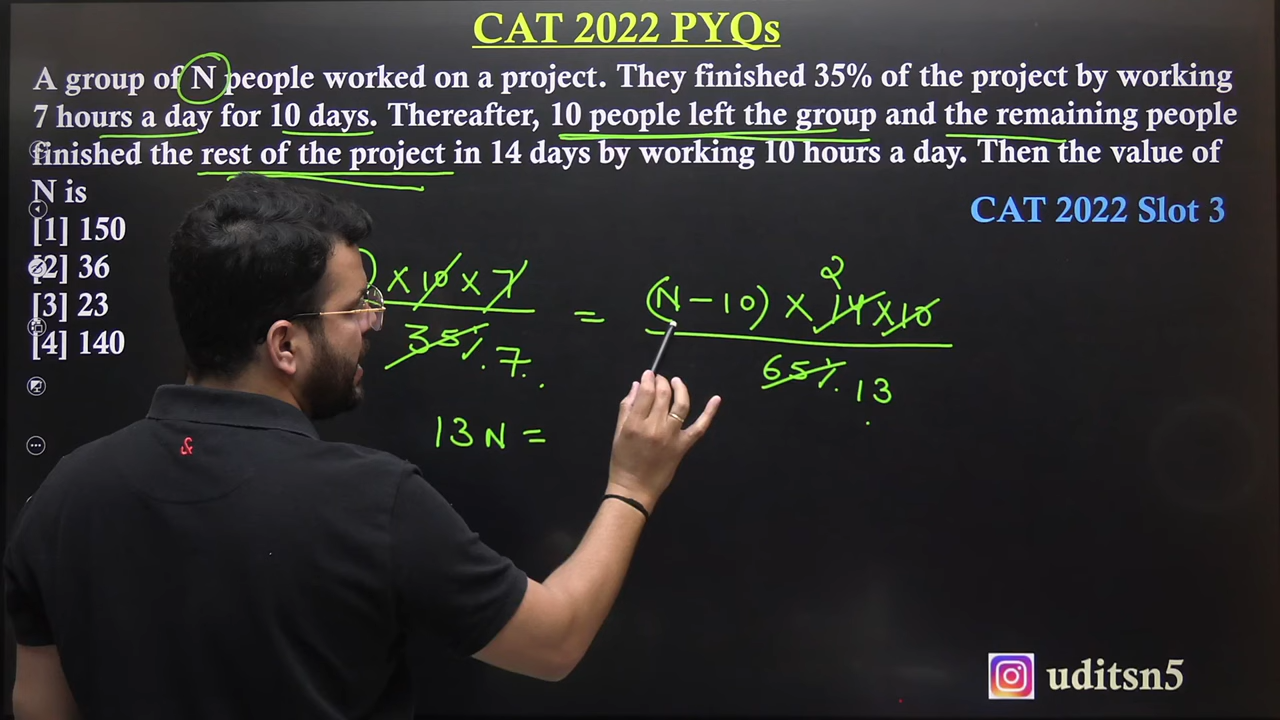 CAT 2022 PYQs
A group of N people worked on a project. They finished 35% of the project by working
7 hours a day for 10 days. Thereafter, 10 people left the group and the remaining people
finished the rest of the project in 14 days by working 10 hours a day. Then the value of
N is
CAT 2022 Slot 3
[1] 150
[2] 36
[3] 23
[4] 140
) × 10 × 7
35%. 7.
=
(N - 10) × 14 × 10
2
65%. 13
13N =
uditsn5